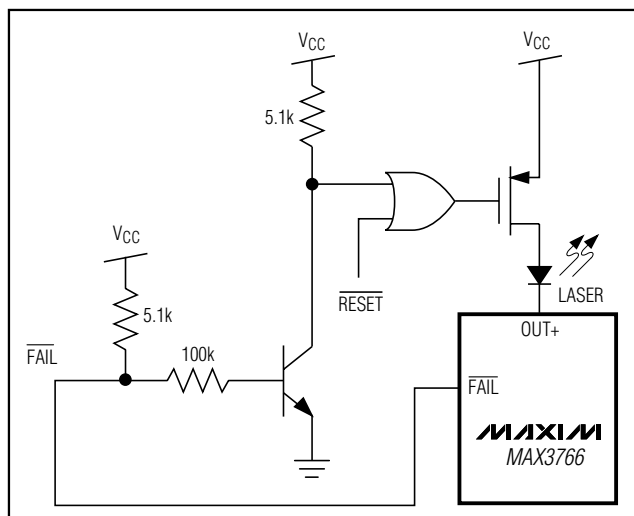 VCC
VCC
5.1k
VCC
RESET
LASER
5.1k
OUT+
FAIL
100k
FAIL
MAXIM
MAX3766